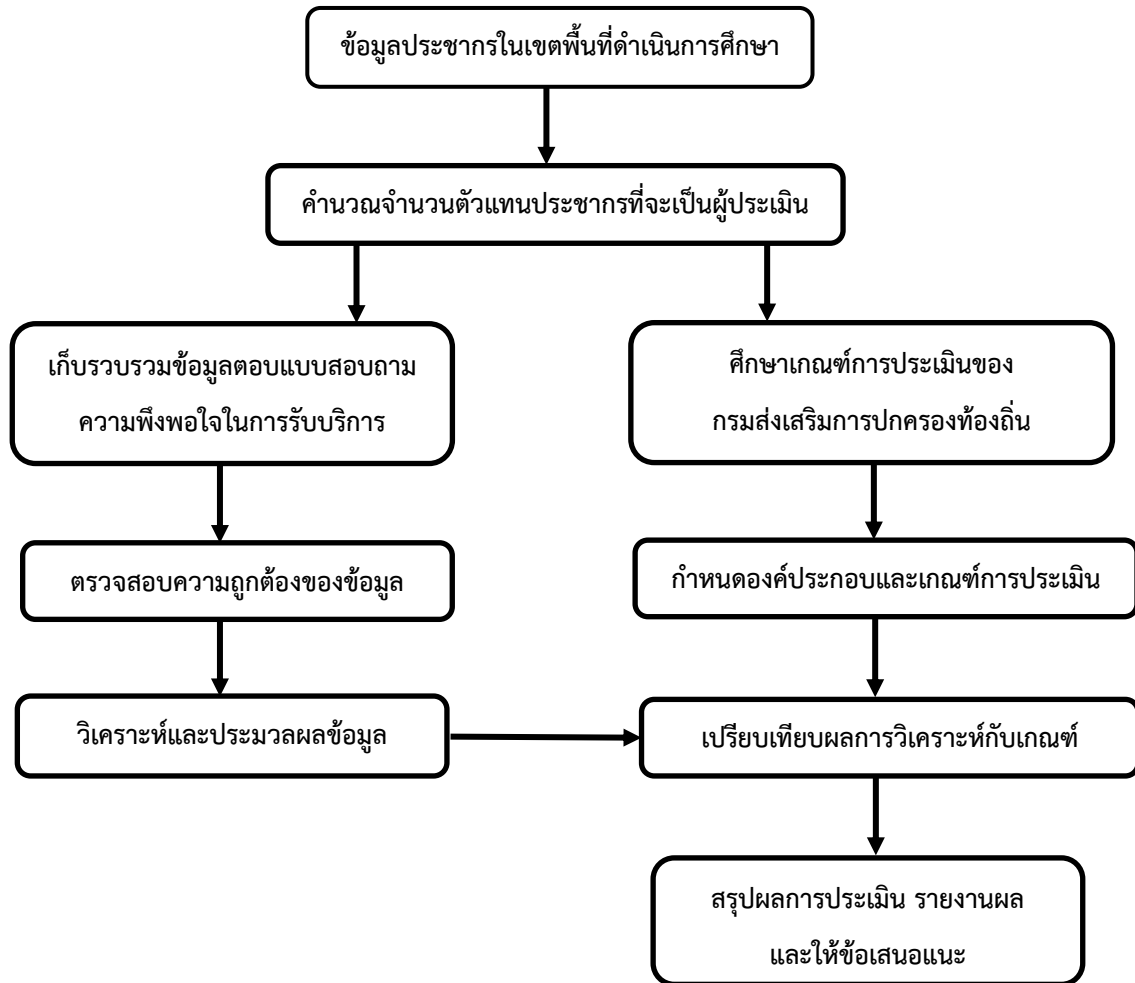 ข้อมูลประชากรในเขตพื้นที่ดำเนินการศึกษา
คำนวณจำนวนตัวแทนประชากรที่จะเป็นผู้ประเมิน
เก็บรวบรวมข้อมูลตอบแบบสอบถาม
ความพึงพอใจในการรับบริการ
ศึกษาเกณฑ์การประเมินของ
กรมส่งเสริมการปกครองท้องถิ่น
ตรวจสอบความถูกต้องของข้อมูล
กำหนดองค์ประกอบและเกณฑ์การประเมิน
วิเคราะห์และประมวลผลข้อมูล
เปรียบเทียบผลการวิเคราะห์กับเกณฑ์
สรุปผลการประเมิน รายงานผล
และให้ข้อเสนอแนะ